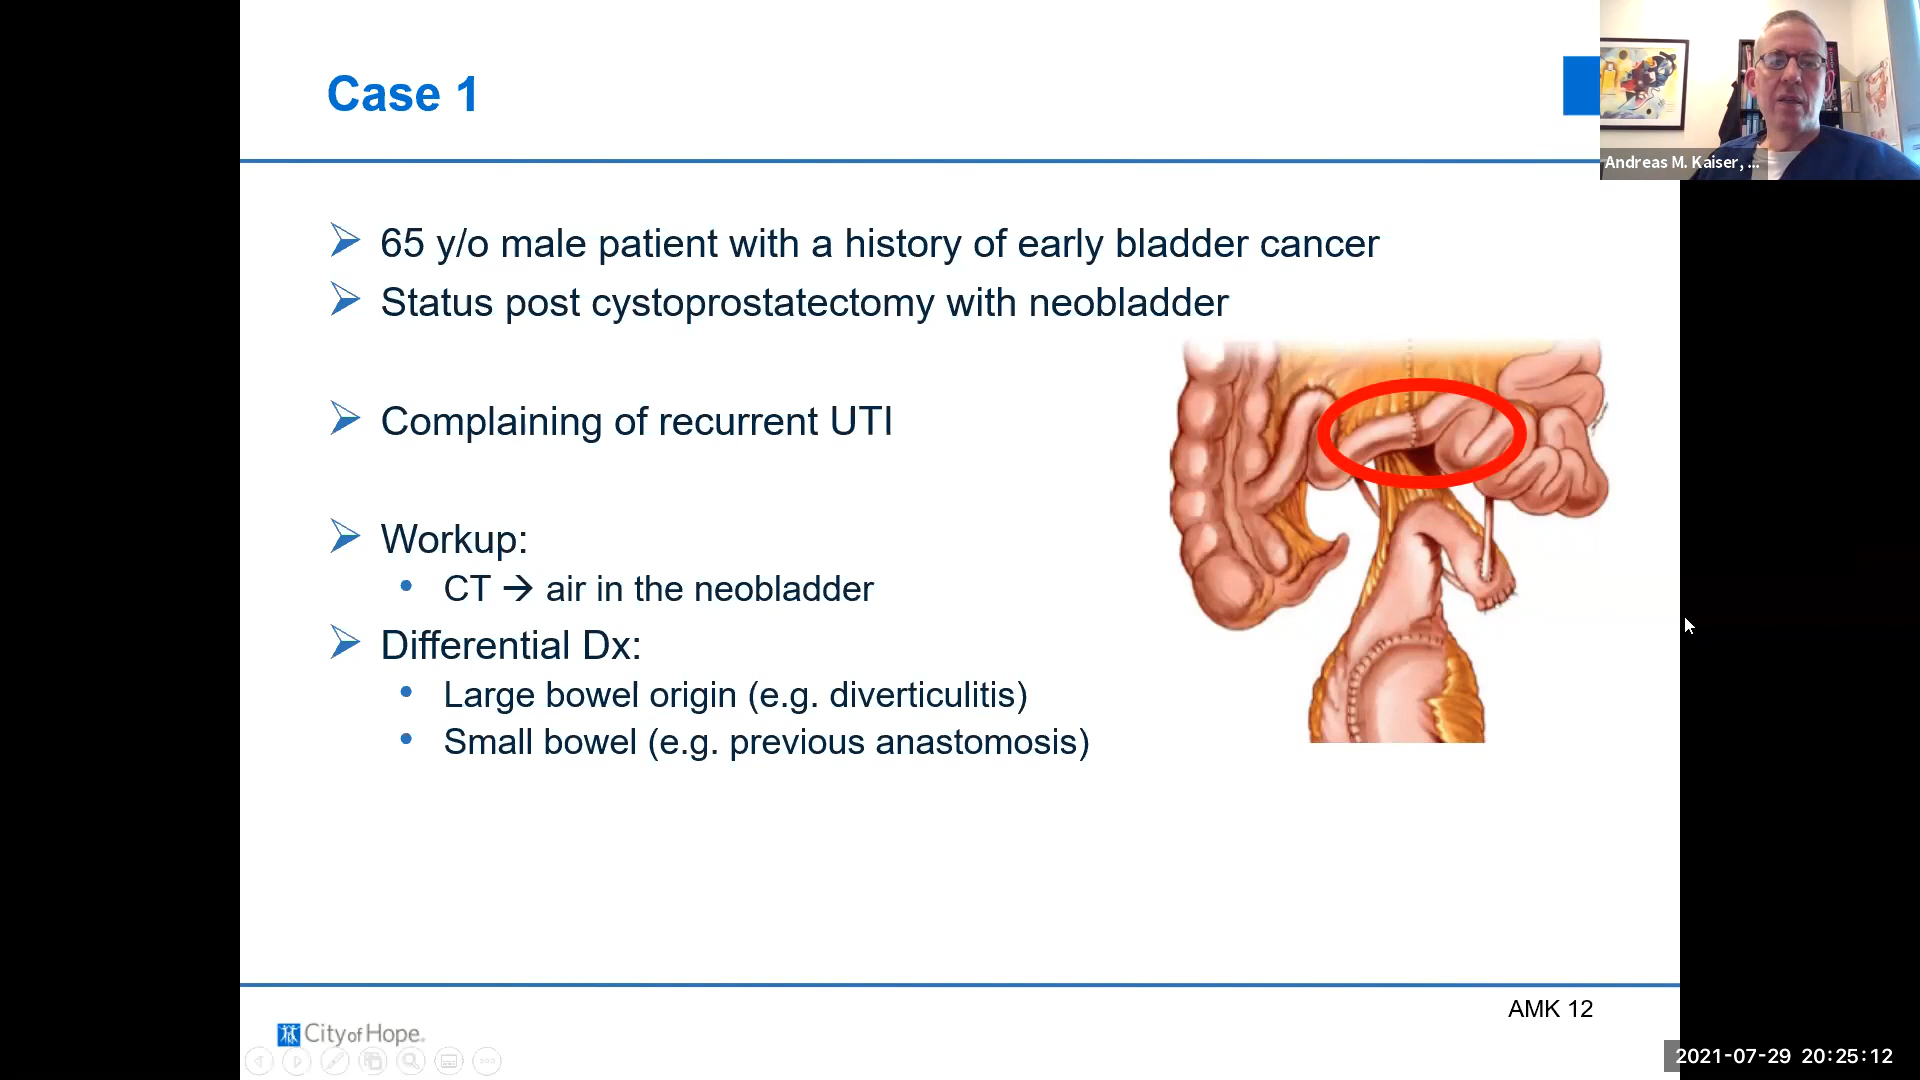 Case 1
Andreas M. Kaiser, ...
65 y/o male patient with a history of early bladder cancer
Status post cystoprostatectomy with neobladder
Complaining of recurrent UTI
Workup:
CT → air in the neobladder
Differential Dx:
Large bowel origin (e.g. diverticulitis)
Small bowel (e.g. previous anastomosis)
AMK 12
City of Hope.
2021-07-29 20:25:12